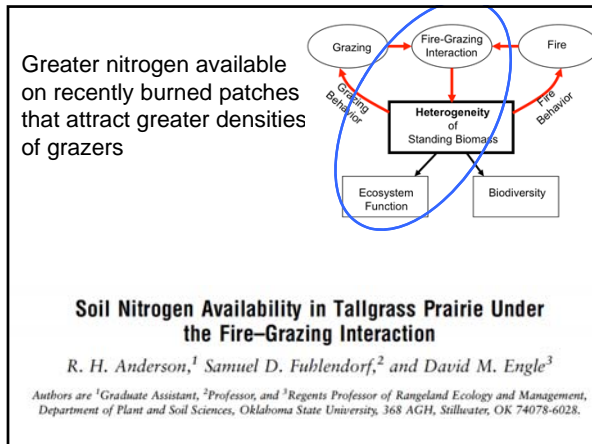 Greater nitrogen available
on recently burned patches
that attract greater densities
of grazers
Grazing
Fire-Grazing
Interaction
Fire
Grazing
Behavior
Fire
Behavior
Heterogeneity
of
Standing Biomass
Ecosystem
Function
Biodiversity
Soil Nitrogen Availability in Tallgrass Prairie Under
the Fire–Grazing Interaction
R. H. Anderson,¹ Samuel D. Fuhlendorf,² and David M. Engle³
Authors are ¹Graduate Assistant, ²Professor, and ³Regents Professor of Rangeland Ecology and Management,
Department of Plant and Soil Sciences, Oklahoma State University, 368 AGH, Stillwater, OK 74078-6028.